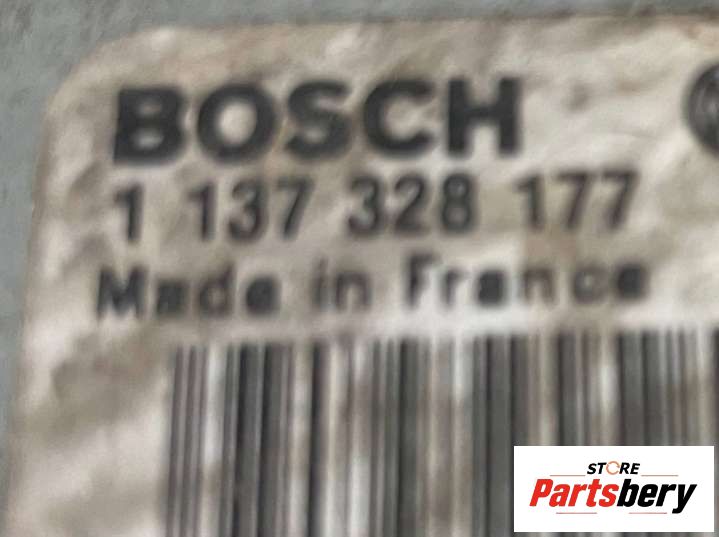 BOSCH
1 137 328 177
Made in France
STORE
Partsbery